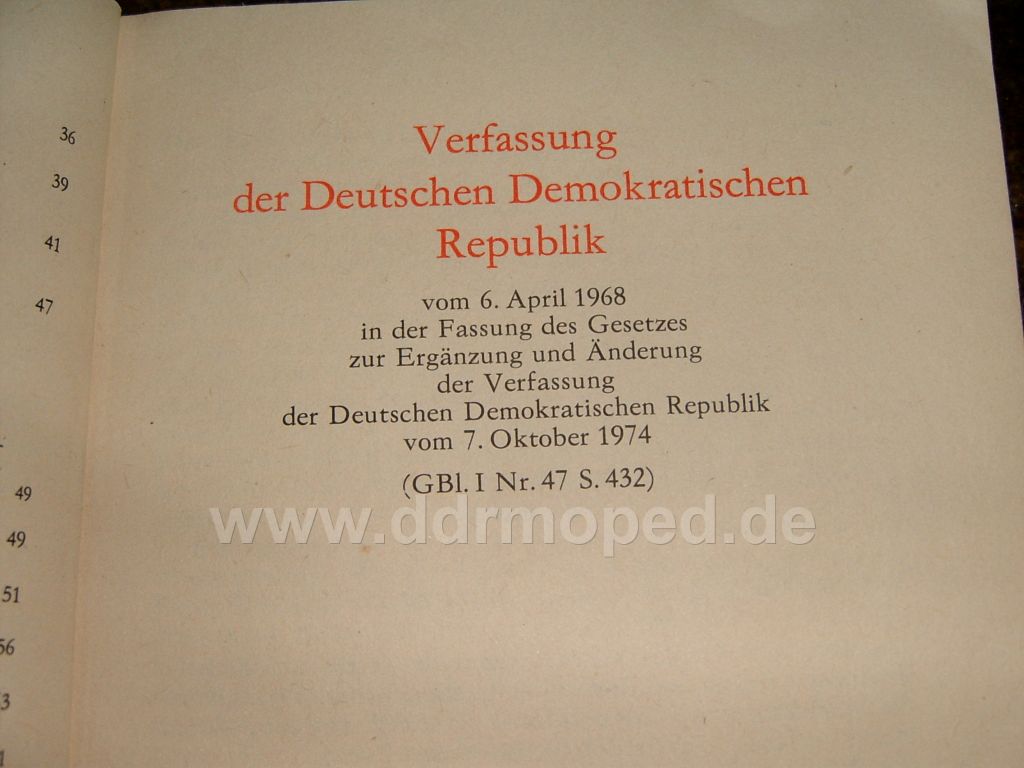 36
39
41
47
49
49
51
56
Verfassung
der Deutschen Demokratischen
Republik
vom 6. April 1968
in der Fassung des Gesetzes
zur Ergänzung und Änderung
der Verfassung
der Deutschen Demokratischen Republik
vom 7. Oktober 1974
(GBl. I Nr. 47 S. 432)
www.ddrmoped.de